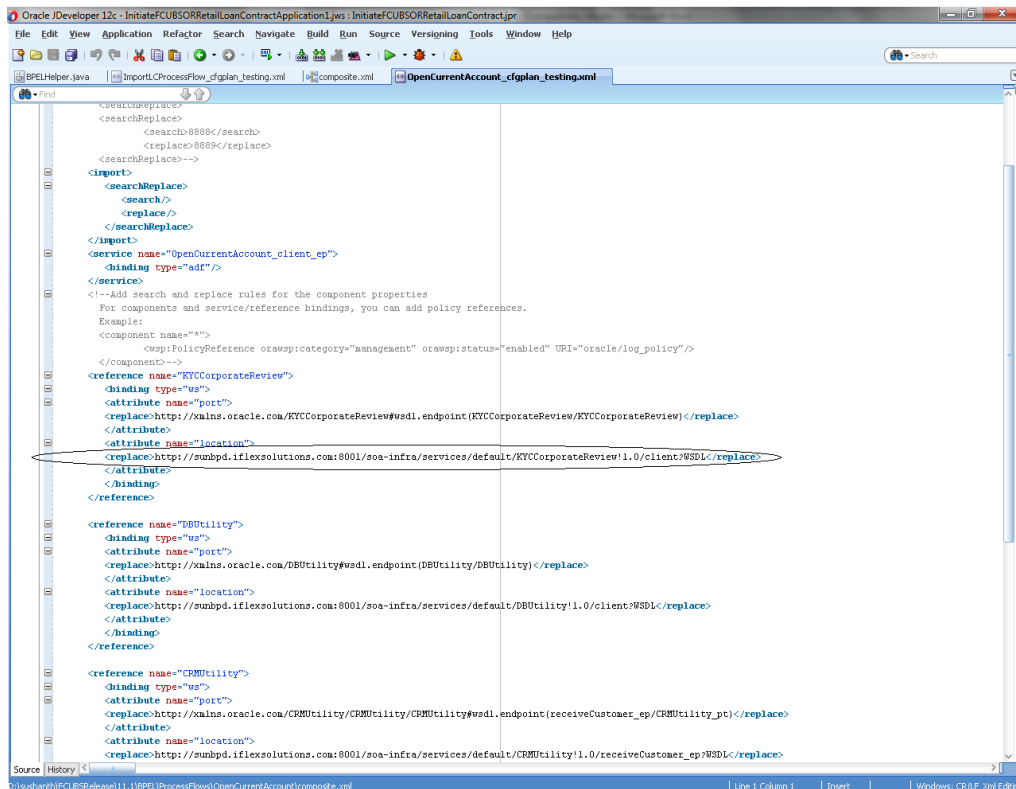 Oracle JDeveloper 12c - InitiateFCUBSORRetailLoanContractApplication1.jws : InitiateFCUBSORRetailLoanContract.jpr
File Edit View Application Refactor Search Navigate Build Run Source Versioning Tools Window Help
Search
BPELHelper.java ImportLCProcessFlow_cfgplan_testing.xml composite.xml OpenCurrentAccount_cfgplan_testing.xml
Find
<searchReplace>
<searchReplace>
<search>8888</search>
<replace>8889</replace>
<searchReplace>-->
<import>
<searchReplace>
<search/>
<replace/>
</searchReplace>
</import>
<service name="OpenCurrentAccount_client_ep">
<binding type="adf"/>
</service>
<!--Add search and replace rules for the component properties
For components and service/reference bindings, you can add policy references.
Example:
<component name="*">
<wsp:PolicyReference orawsp:category="management" orawsp:status="enabled" URI="oracle/log_policy"/>
</component>-->
<reference name="KYCCorporateReview">
<binding type="ws">
<attribute name="port">
<replace>http://xmlns.oracle.com/KYCCorporateReview#wsdl.endpoint(KYCCorporateReview/KYCCorporateReview)</replace>
</attribute>
<attribute name="location">
<replace>http://sunbpd.iflexsolutions.com:8001/soa-infra/services/default/KYCCorporateReview!1.0/client?WSDL</replace>
</attribute>
</binding>
</reference>
<reference name="DBUtility">
<binding type="ws">
<attribute name="port">
<replace>http://xmlns.oracle.com/DBUtility#wsdl.endpoint(DBUtility/DBUtility)</replace>
</attribute>
<attribute name="location">
<replace>http://sunbpd.iflexsolutions.com:8001/soa-infra/services/default/DBUtility!1.0/client?WSDL</replace>
</attribute>
</binding>
</reference>
<reference name="CRMUtility">
<binding type="ws">
<attribute name="port">
<replace>http://xmlns.oracle.com/CRMUtility/CRMUtility/CRMUtility#wsdl.endpoint(receiveCustomer_ep/CRMUtility_pt)</replace>
</attribute>
<attribute name="location">
<replace>http://sunbpd.iflexsolutions.com:8001/soa-infra/services/default/CRMUtility!1.0/receiveCustomer_ep?WSDL</replace>
Source History
D:\sushanth\FCUBSRelease\11.1\BPEL\ProcessFlows\OpenCurrentAccount\composite.xml Line 1 Column 1 Insert Windows: CR/LF Xml Editin